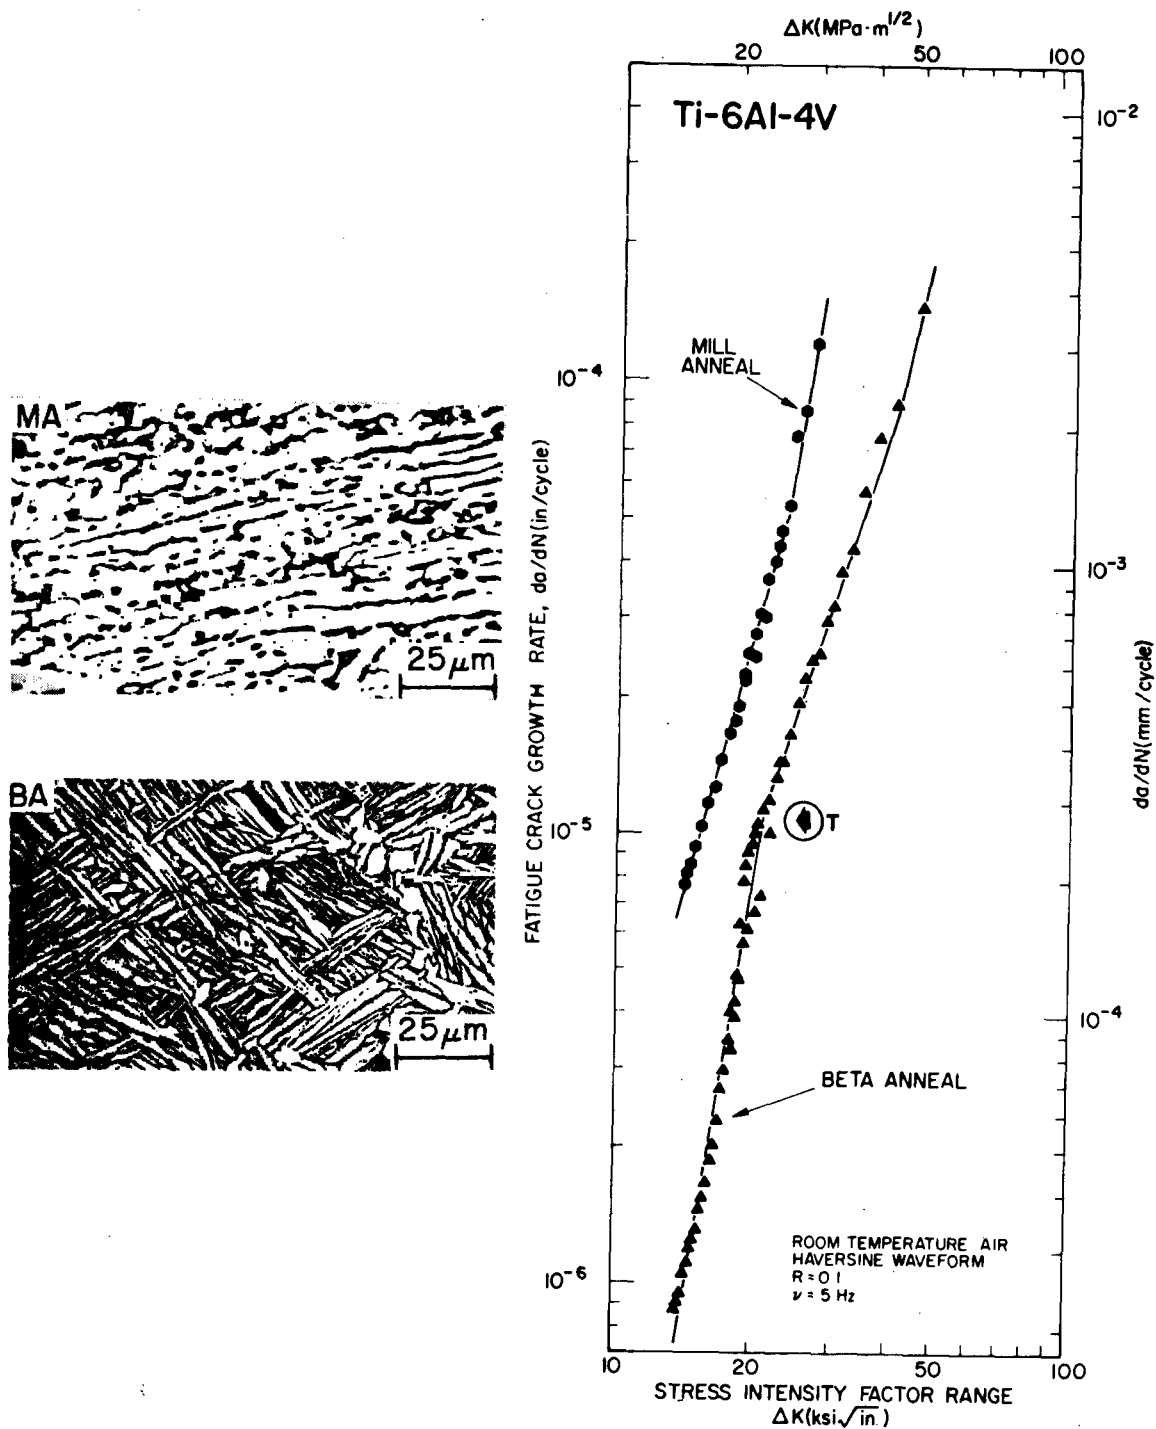 ΔK(MPa·m^1/2)
20 50 100
Ti-6Al-4V
10^-2
MILL
ANNEAL
10^-4
MA
25μm
10^-3
FATIGUE CRACK GROWTH RATE, da/dN(in/cycle)
da/dN(mm/cycle)
BA
25μm
10^-5
T
10^-4
BETA ANNEAL
ROOM TEMPERATURE AIR
HAVERSINE WAVEFORM
R=0.1
ν=5 Hz
10^-6
10 20 50 100
STRESS INTENSITY FACTOR RANGE
ΔK(ksi√in.)